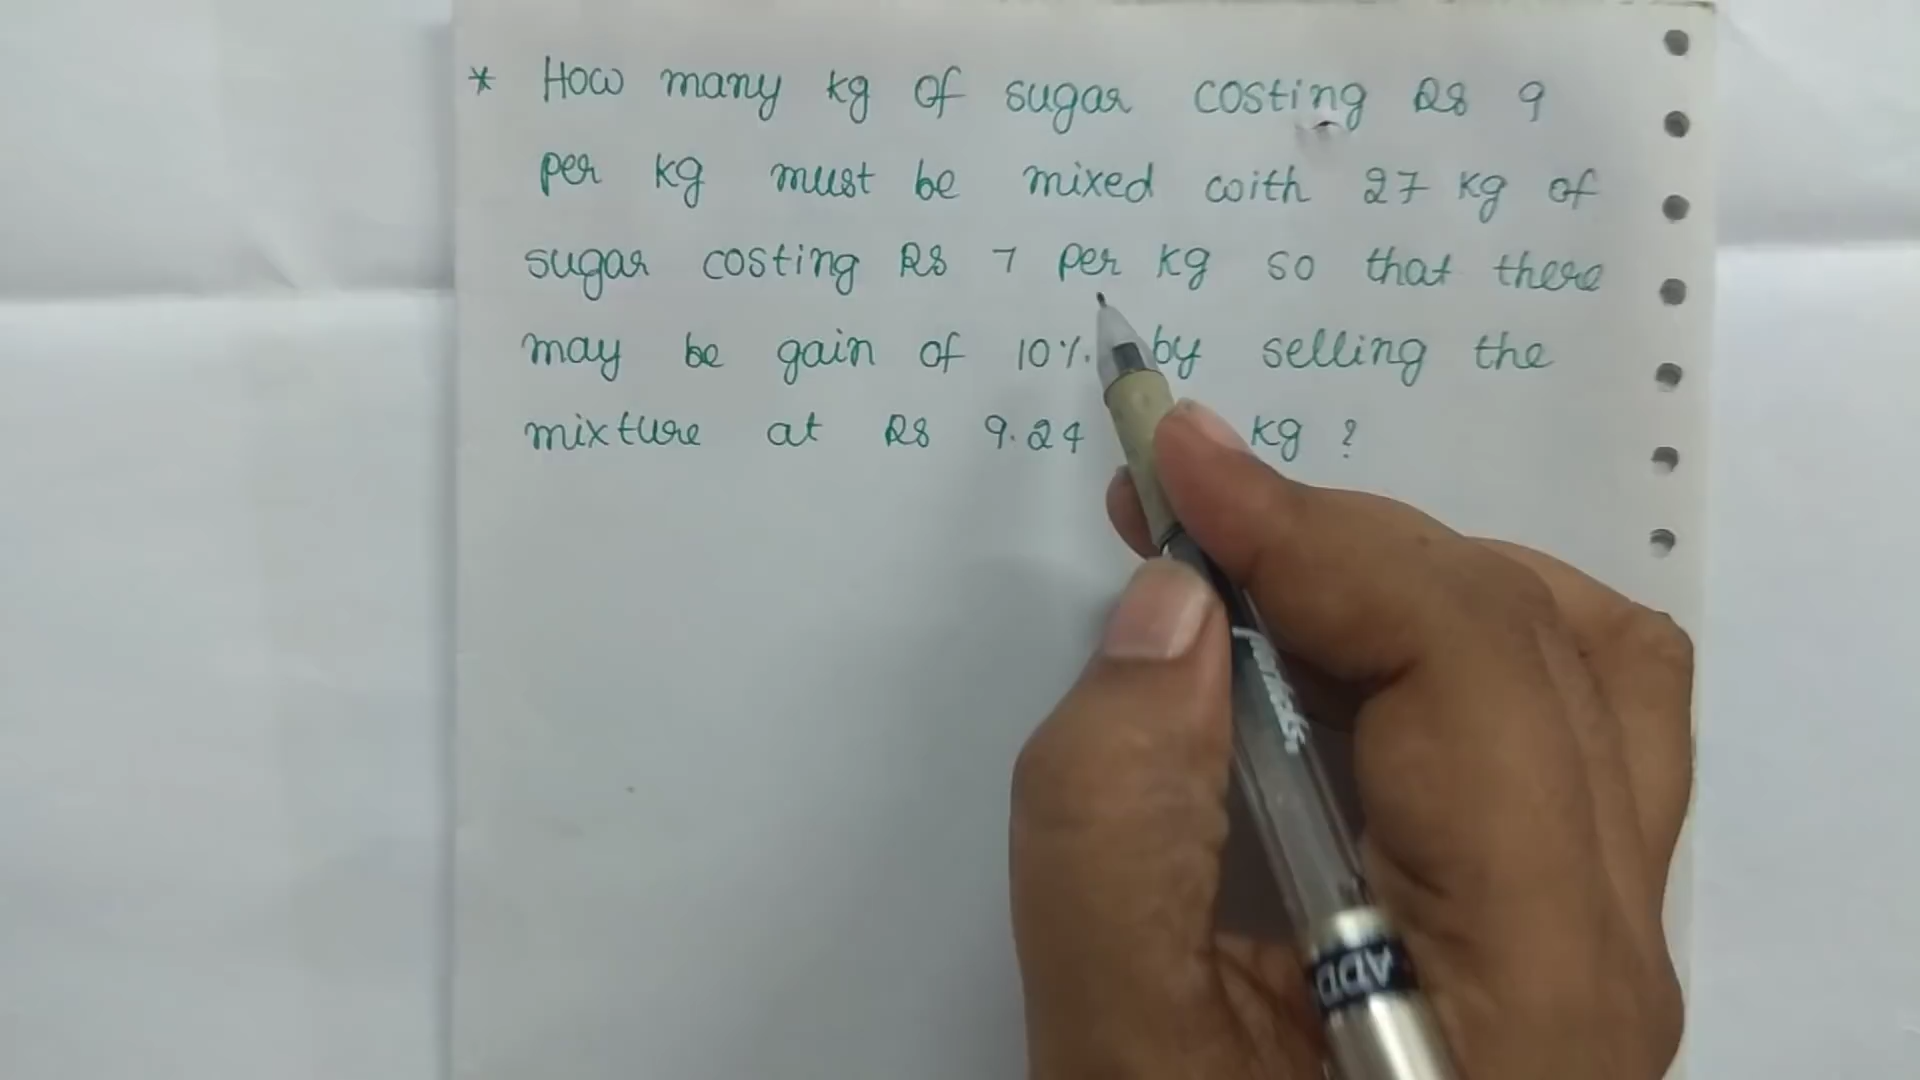 * How many kg of sugar costing Rs 9
per kg must be mixed with 27 kg of
sugar costing Rs 7 per kg so that there
may be gain of 10% by selling the
mixture at Rs 9.24 kg ?
ADD